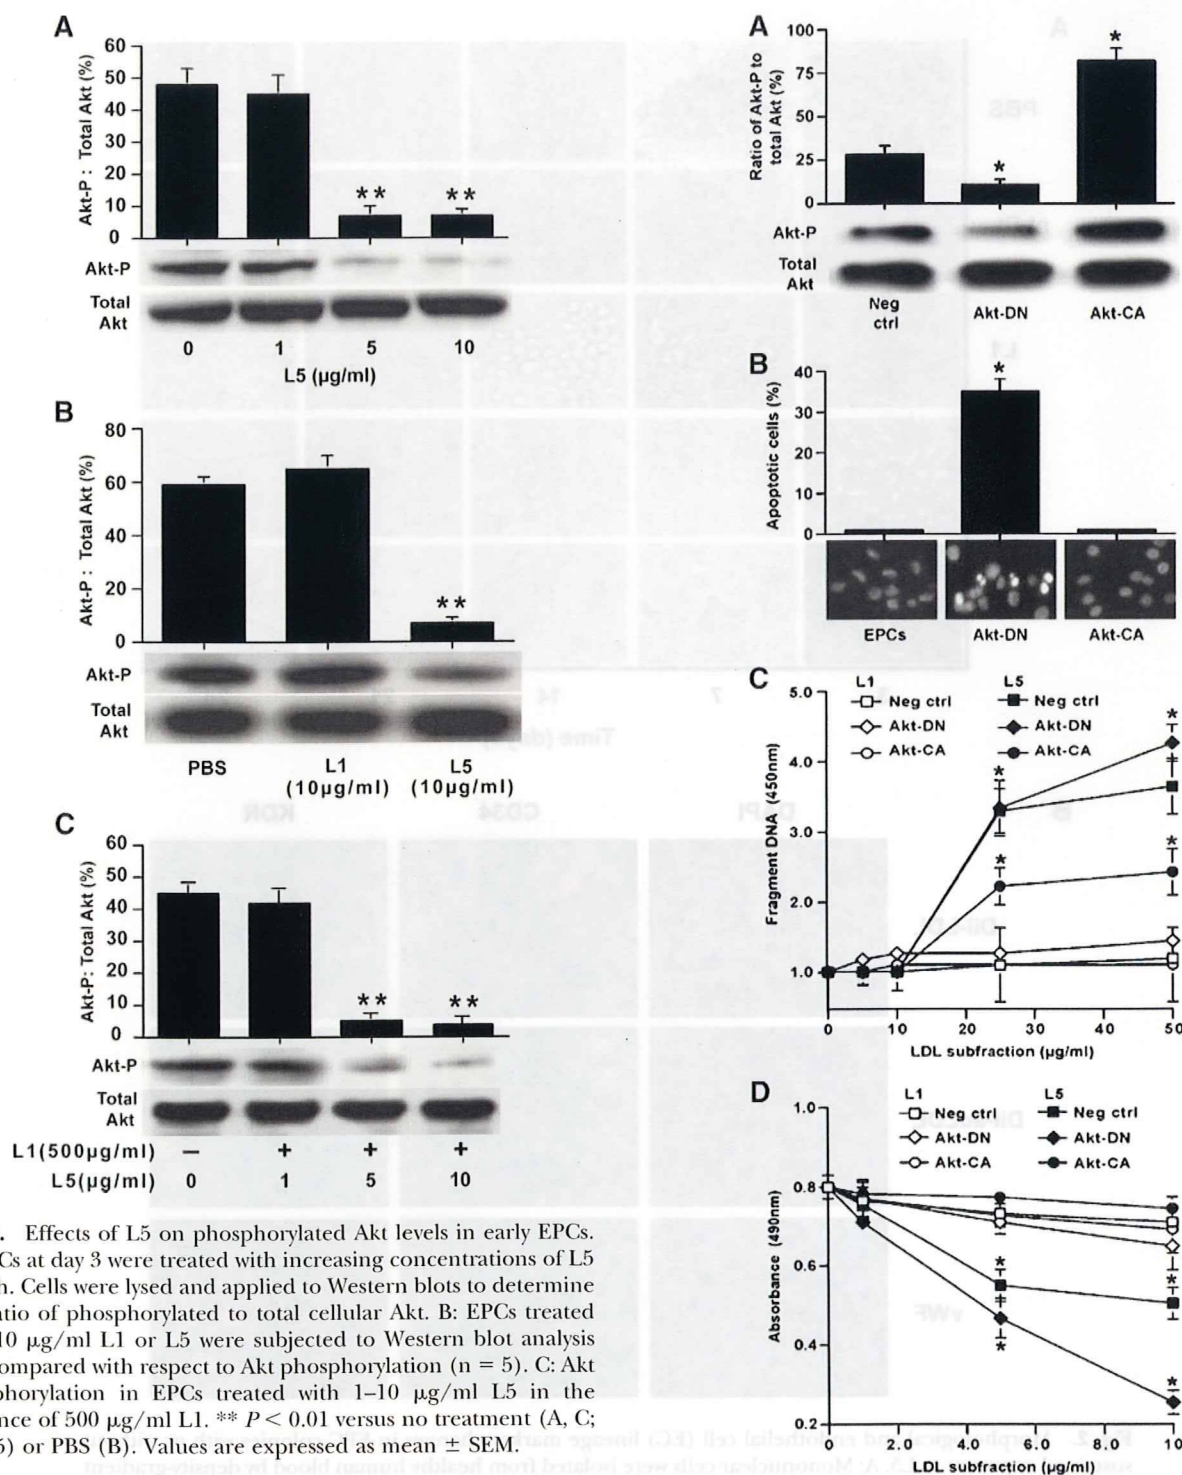 A
60
50
40
30
20
10
0
Akt-P : Total Akt (%)
**
**
Akt-P
Total
Akt
0 1 5 10
L5 (µg/ml)
B
80
60
40
20
0
Akt-P : Total Akt (%)
**
Akt-P
Total
Akt
PBS L1 L5
(10µg/ml) (10µg/ml)
C
60
50
40
30
20
10
0
Akt-P: Total Akt (%)
**
**
Akt-P
Total
Akt
L1(500µg/ml) – + + +
L5(µg/ml) 0 1 5 10
. Effects of L5 on phosphorylated Akt levels in early EPCs.
Cs at day 3 were treated with increasing concentrations of L5
h. Cells were lysed and applied to Western blots to determine
atio of phosphorylated to total cellular Akt. B: EPCs treated
10 µg/ml L1 or L5 were subjected to Western blot analysis
ompared with respect to Akt phosphorylation (n = 5). C: Akt
phorylation in EPCs treated with 1–10 µg/ml L5 in the
nce of 500 µg/ml L1. ** P < 0.01 versus no treatment (A, C;
5) or PBS (B). Values are expressed as mean ± SEM.
A
100
75
50
25
0
Ratio of Akt-P to
total Akt (%)
*
*
Akt-P
Total
Akt
Neg
ctrl
Akt-DN
Akt-CA
B
40
30
20
10
0
Apoptotic cells (%)
*
EPCs Akt-DN Akt-CA
C
L1 L5
Neg ctrl Neg ctrl
Akt-DN Akt-DN
Akt-CA Akt-CA
5.0
4.0
3.0
2.0
1.0
Fragment DNA (450nm)
*
*
*
*
0 10 20 30 40 50
LDL subfraction (µg/ml)
D
L1 L5
Neg ctrl Neg ctrl
Akt-DN Akt-DN
Akt-CA Akt-CA
1.0
0.8
0.6
0.4
0.2
Absorbance (490nm)
*
*
*
*
0 2.0 4.0 6.0 8.0 10
LDL subfraction (µg/ml)